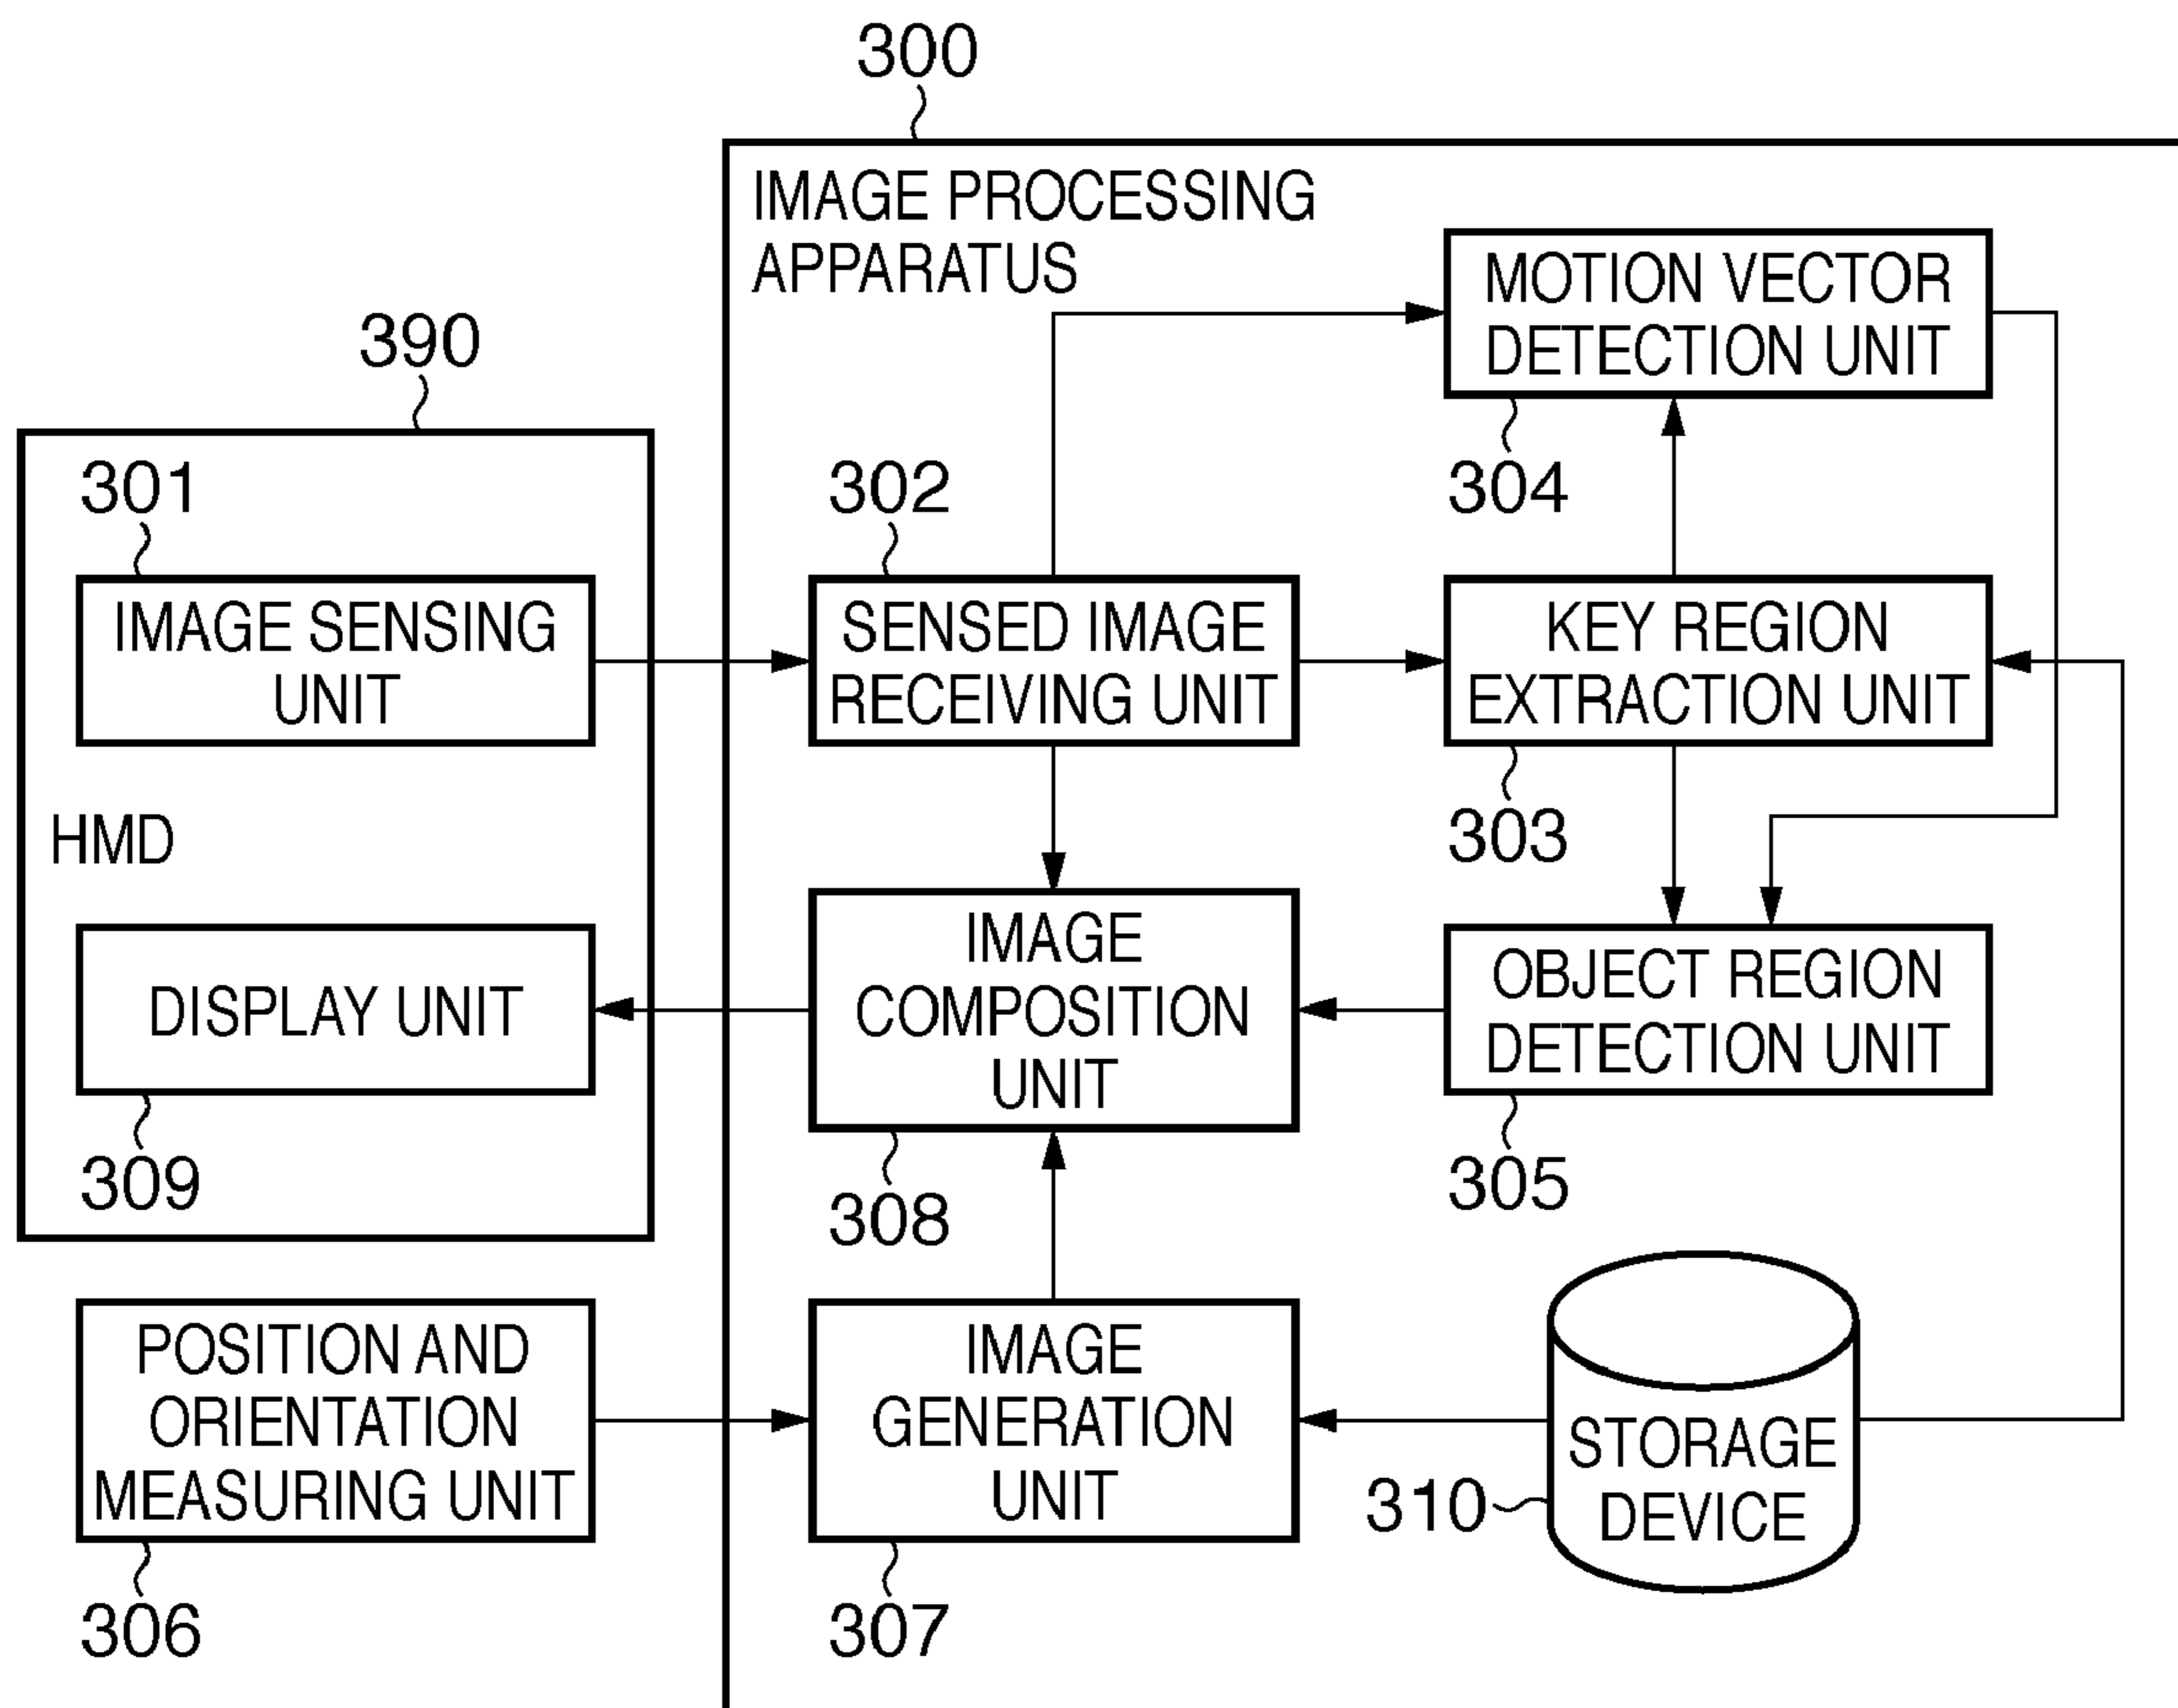 300
IMAGE PROCESSING
APPARATUS
MOTION VECTOR
DETECTION UNIT
304
390
301
IMAGE SENSING
UNIT
302
SENSED IMAGE
RECEIVING UNIT
KEY REGION
EXTRACTION UNIT
303
HMD
DISPLAY UNIT
309
IMAGE
COMPOSITION
UNIT
308
OBJECT REGION
DETECTION UNIT
305
POSITION AND
ORIENTATION
MEASURING UNIT
306
IMAGE
GENERATION
UNIT
307
310
STORAGE
DEVICE